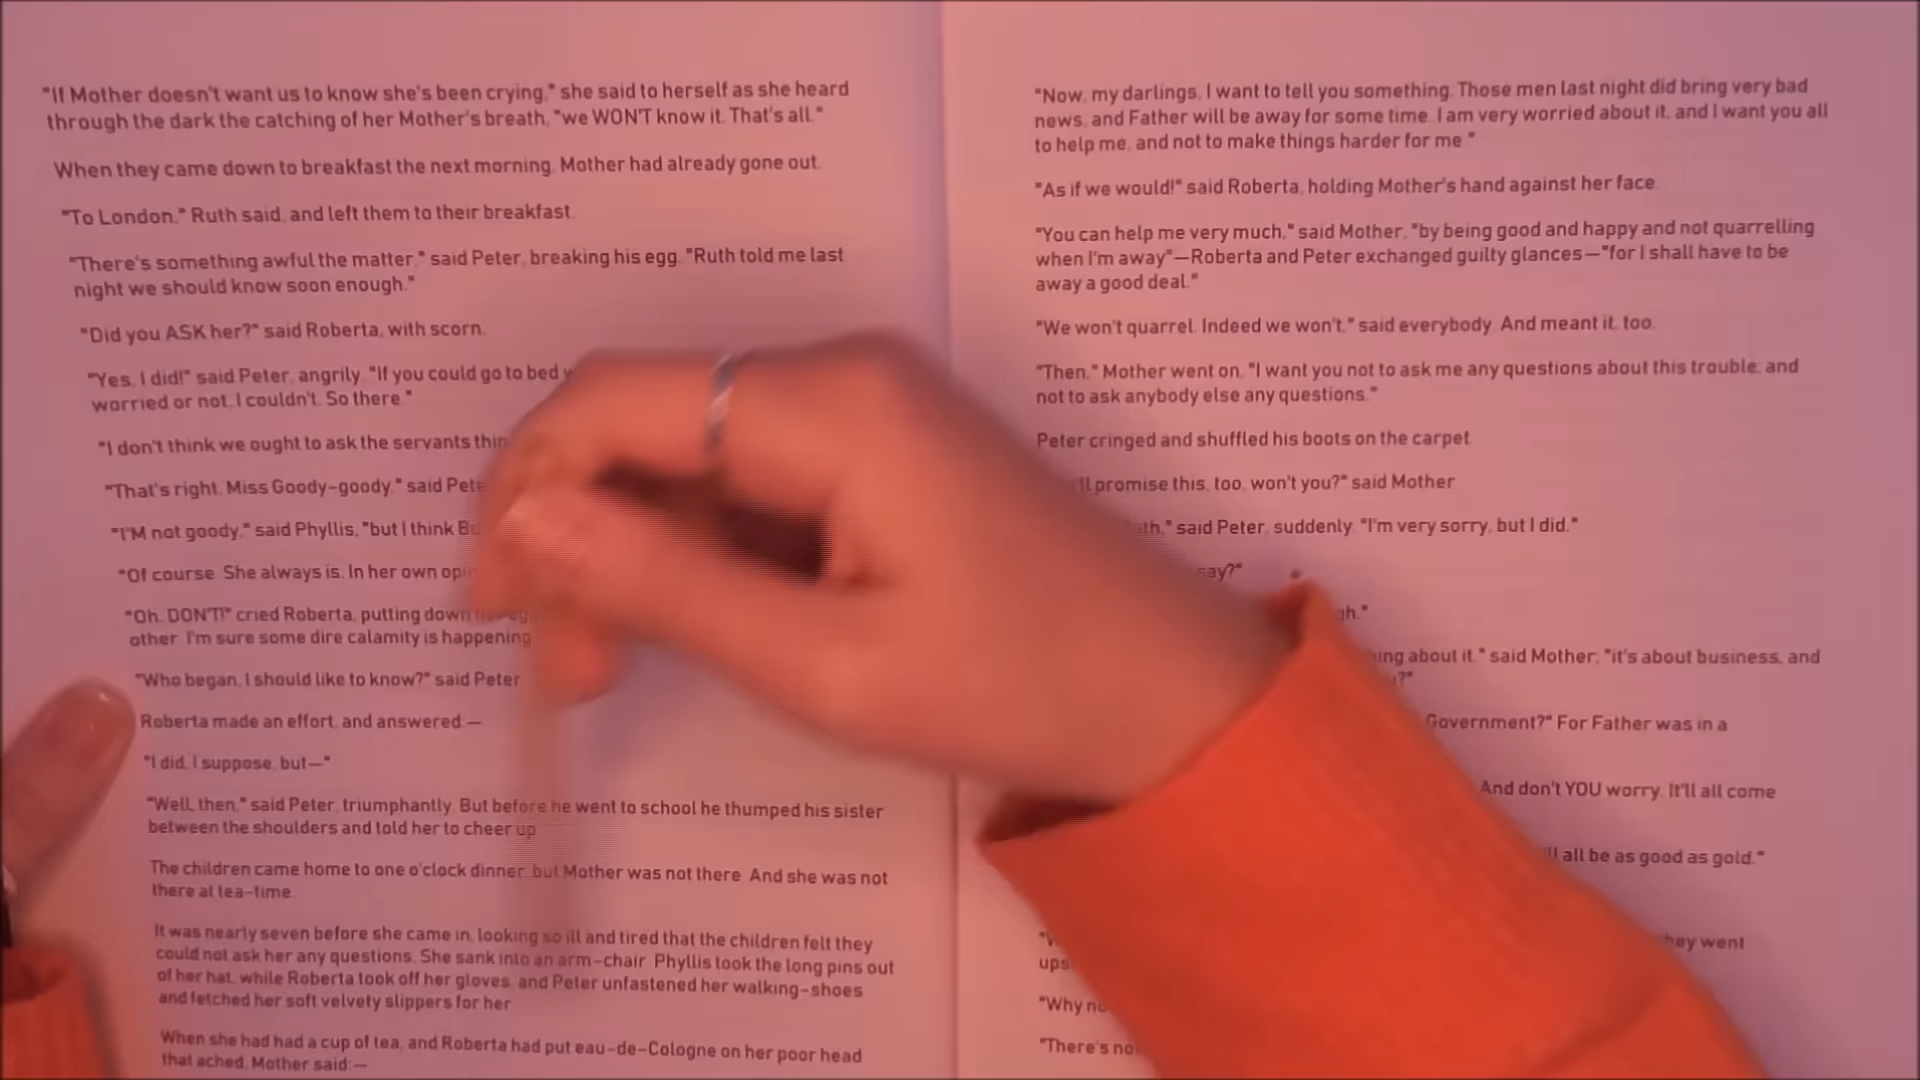 "If Mother doesn't want us to know she's been crying," she said to herself as she heard
through the dark the catching of her Mother's breath, "we WON'T know it. That's all."
When they came down to breakfast the next morning, Mother had already gone out.
"To London," Ruth said, and left them to their breakfast.
"There's something awful the matter," said Peter, breaking his egg. "Ruth told me last
night we should know soon enough."
"Did you ASK her?" said Roberta, with scorn.
"Yes, I did!" said Peter, angrily. "If you could go to bed
worried or not, I couldn't. So there."
"I don't think we ought to ask the servants
"That's right, Miss Goody-goody," said
"I'M not goody," said Phyllis, "but I think
"Of course. She always is. In her own
"Oh, DON'T!" cried Roberta, putting down
other. I'm sure some dire calamity is happening
"Who began, I should like to know?" said Peter
Roberta made an effort, and answered:—
"I did, I suppose, but—"
"Well, then," said Peter, triumphantly. But before he went to school he thumped his sister
between the shoulders and told her to cheer up
The children came home to one o'clock dinner, but Mother was not there. And she was not
there at tea-time.
It was nearly seven before she came in, looking so ill and tired that the children felt they
could not ask her any questions. She sank into an arm-chair. Phyllis took the long pins out
of her hat, while Roberta took off her gloves, and Peter unfastened her walking-shoes
and fetched her soft velvety slippers for her.
When she had had a cup of tea, and Roberta had put eau-de-Cologne on her poor head
that ached, Mother said:—
"Now, my darlings, I want to tell you something. Those men last night did bring very bad
news, and Father will be away for some time. I am very worried about it, and I want you all
to help me, and not to make things harder for me."
"As if we would!" said Roberta, holding Mother's hand against her face.
"You can help me very much," said Mother, "by being good and happy and not quarrelling
when I'm away"—Roberta and Peter exchanged guilty glances—"for I shall have to be
away a good deal."
"We won't quarrel. Indeed we won't," said everybody. And meant it, too.
"Then," Mother went on, "I want you not to ask me any questions about this trouble; and
not to ask anybody else any questions."
Peter cringed and shuffled his boots on the carpet.
promise this, too, won't you?" said Mother
said Peter, suddenly. "I'm very sorry, but I did."
about it," said Mother; "it's about business, and
Government?" For Father was in a
And don't YOU worry. It'll all come
all be as good as gold."
went
"Why
"There's